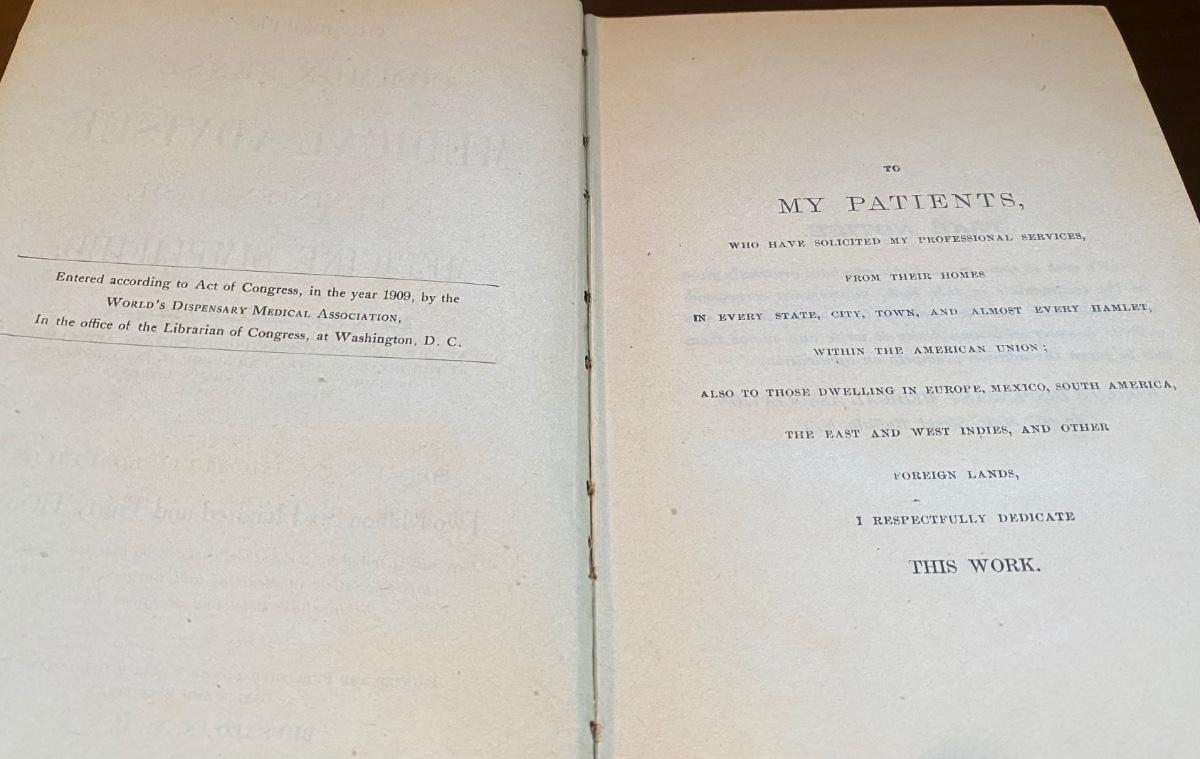 Entered according to Act of Congress, in the year 1909, by the
WORLD'S DISPENSARY MEDICAL ASSOCIATION,
In the office of the Librarian of Congress, at Washington, D. C.
TO
MY PATIENTS,
WHO HAVE SOLICITED MY PROFESSIONAL SERVICES,
FROM THEIR HOMES
IN EVERY STATE, CITY, TOWN, AND ALMOST EVERY HAMLET,
WITHIN THE AMERICAN UNION;
ALSO TO THOSE DWELLING IN EUROPE, MEXICO, SOUTH AMERICA,
THE EAST AND WEST INDIES, AND OTHER
FOREIGN LANDS,
I RESPECTFULLY DEDICATE
THIS WORK.